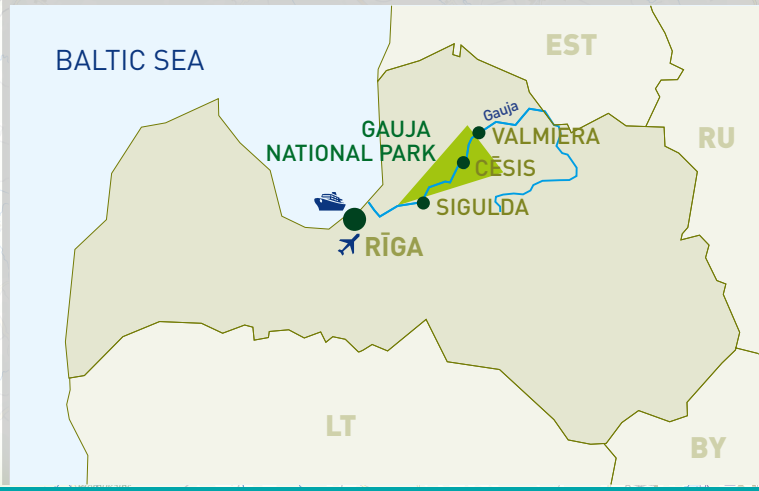 BALTIC SEA
EST
Gauja
GAUJA
NATIONAL PARK
VALMIERA
RU
CĒSIS
SIGULDA
RĪGA
LT
BY